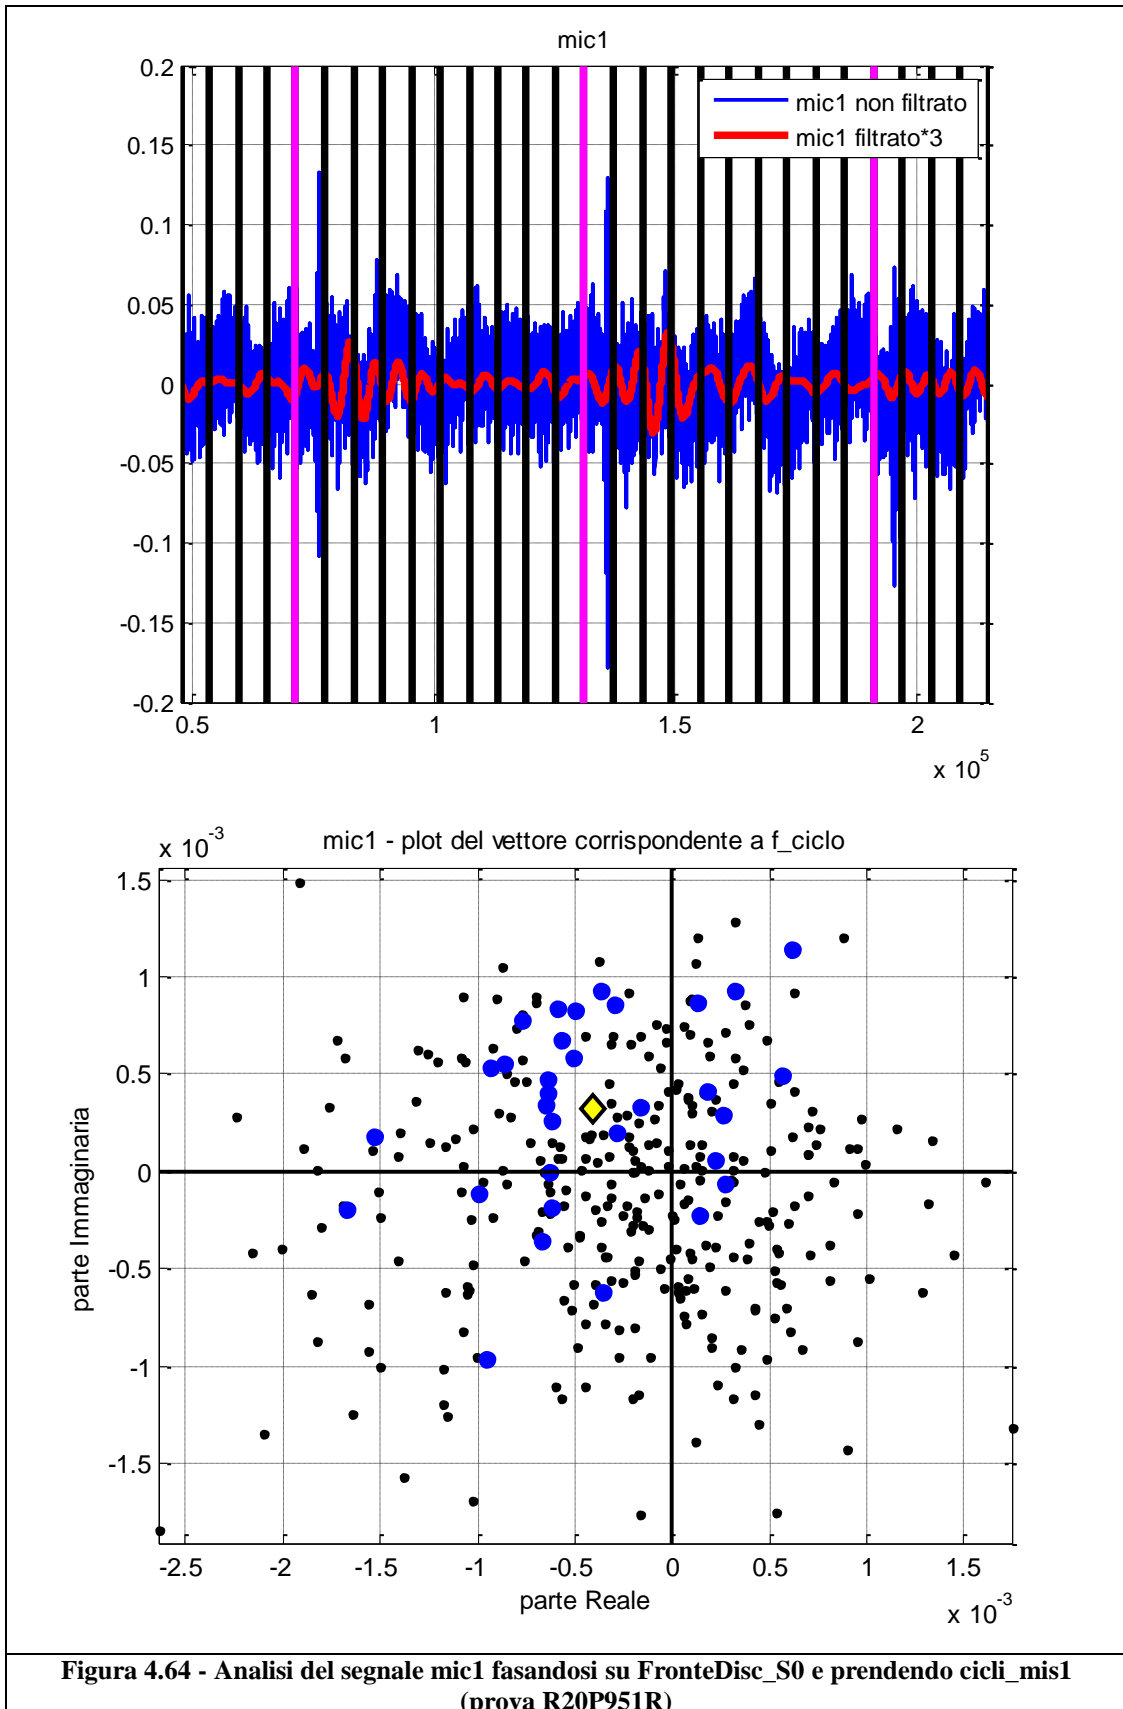 mic1
0.2
0.15
0.1
0.05
0
-0.05
-0.1
-0.15
-0.2
mic1 non filtrato
mic1 filtrato*3
0.5 1 1.5 2
x 10^5
mic1 - plot del vettore corrispondente a f_ciclo
x 10^-3
1.5
1
0.5
0
-0.5
-1
-1.5
parte Immaginaria
-2.5 -2 -1.5 -1 -0.5 0 0.5 1 1.5
parte Reale
x 10^-3
Figura 4.64 - Analisi del segnale mic1 fasandosi su FronteDisc_S0 e prendendo cicli_mis1
(prova R20P951R)